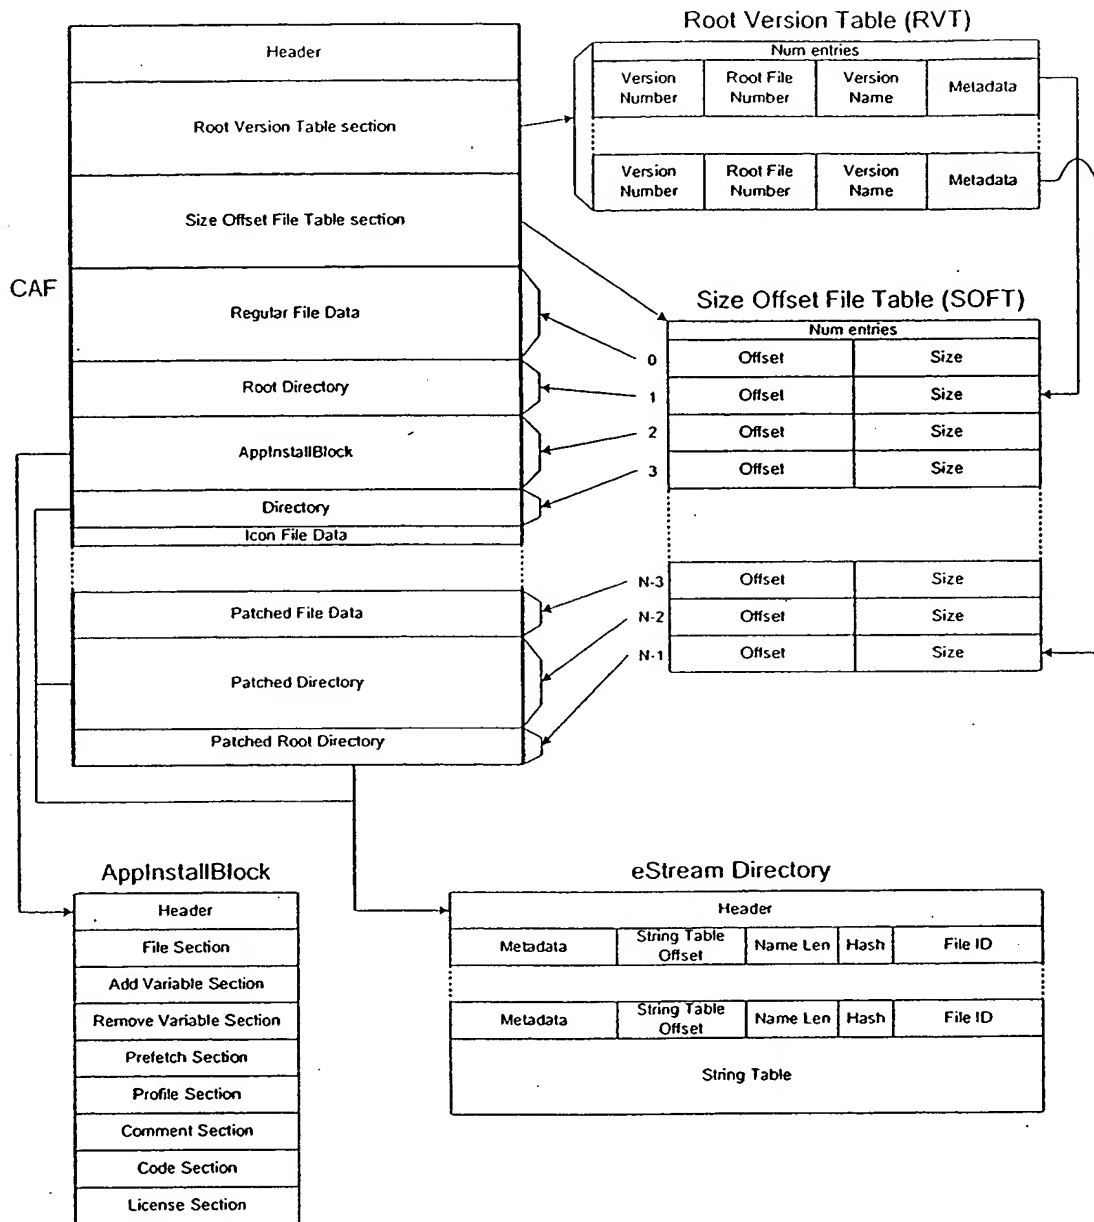 Root Version Table (RVT)
Num entries
Version Number
Root File Number
Version Name
Metadata
Version Number
Root File Number
Version Name
Metadata
CAF
Header
Root Version Table section
Size Offset File Table section
Regular File Data
Root Directory
AppInstallBlock
Directory
Icon File Data
Patched File Data
Patched Directory
Patched Root Directory
Size Offset File Table (SOFT)
Num entries
0
Offset
Size
1
Offset
Size
2
Offset
Size
3
Offset
Size
N-3
Offset
Size
N-2
Offset
Size
N-1
Offset
Size
AppInstallBlock
Header
File Section
Add Variable Section
Remove Variable Section
Prefetch Section
Profile Section
Comment Section
Code Section
License Section
eStream Directory
Header
Metadata
String Table Offset
Name Len
Hash
File ID
Metadata
String Table Offset
Name Len
Hash
File ID
String Table